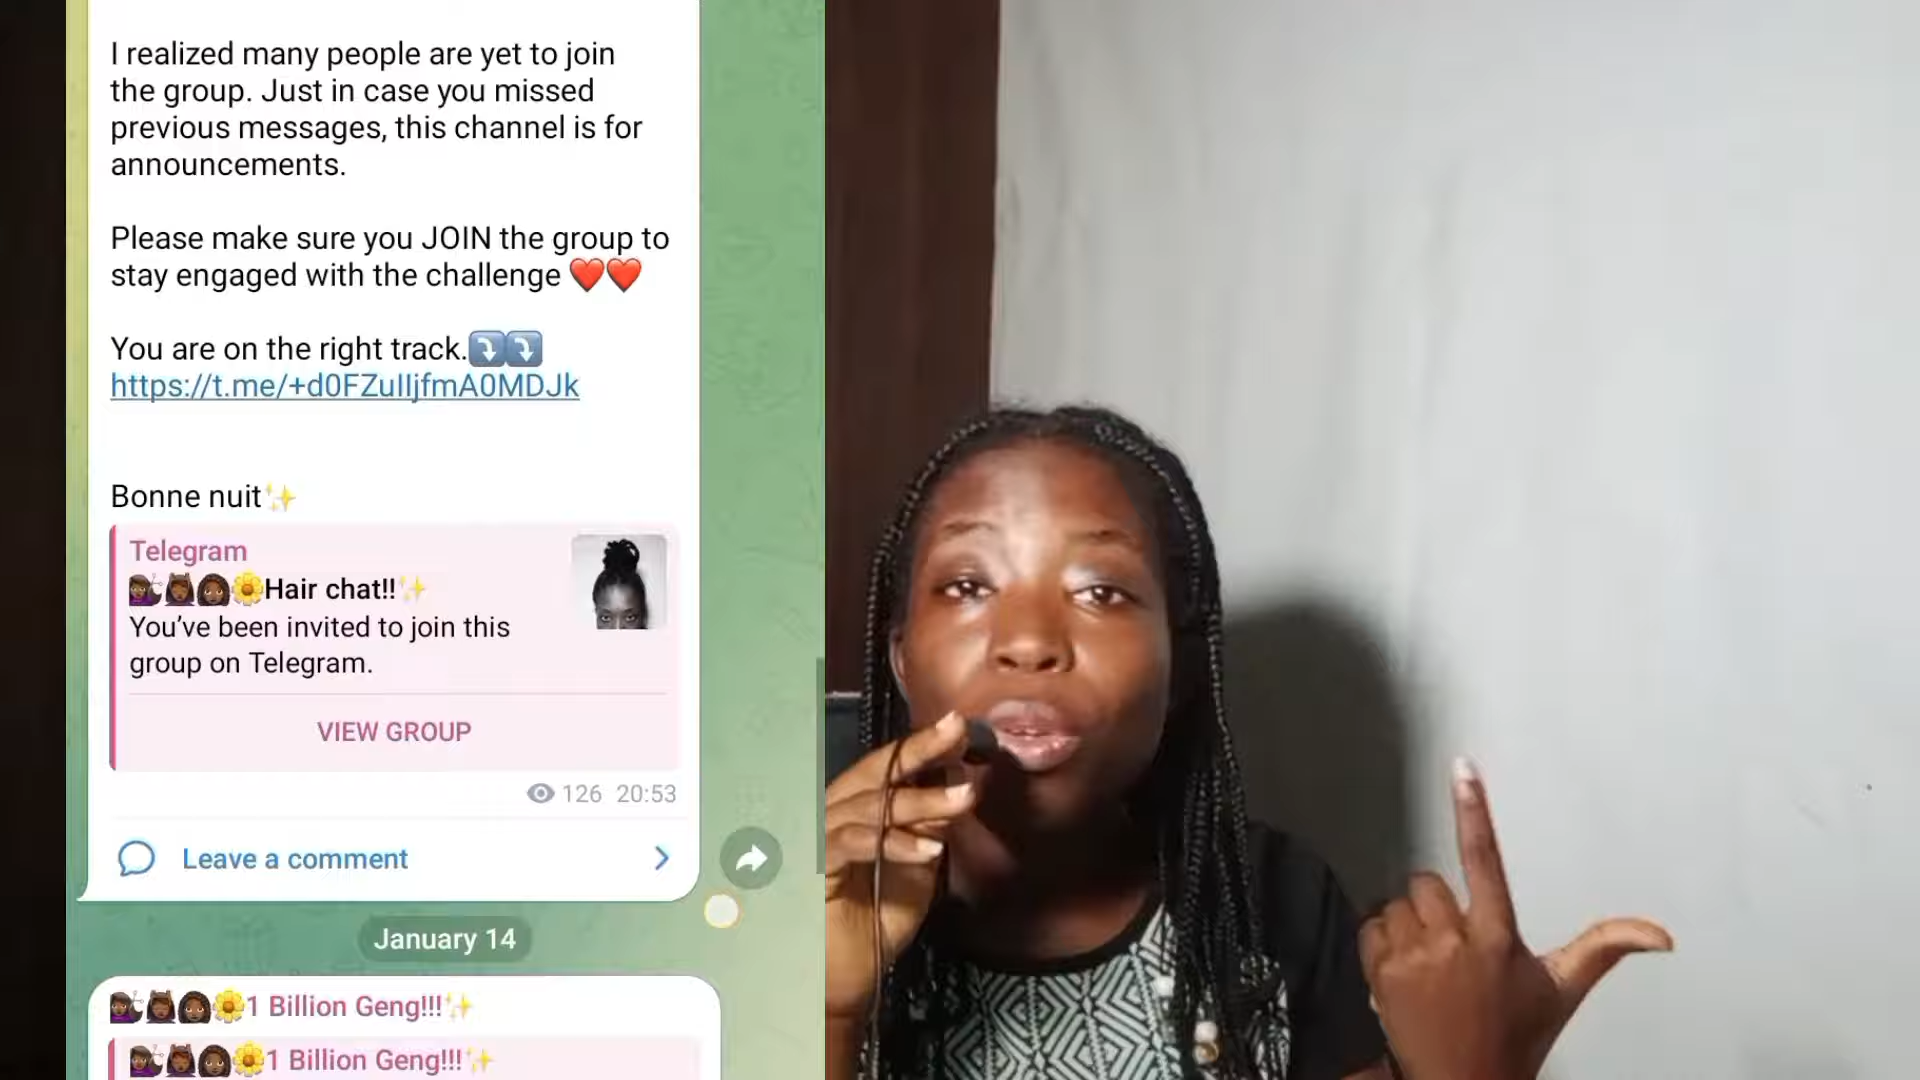 I realized many people are yet to join
the group. Just in case you missed
previous messages, this channel is for
announcements.
Please make sure you JOIN the group to
stay engaged with the challenge ❤️❤️
You are on the right track.⤵️⤵️
https://t.me/+d0FZuIIjfmA0MDJk
Bonne nuit✨
Telegram
Hair chat!!✨
You’ve been invited to join this
group on Telegram.
VIEW GROUP
126 20:53
Leave a comment
January 14
1 Billion Geng!!!✨
1 Billion Geng!!!✨